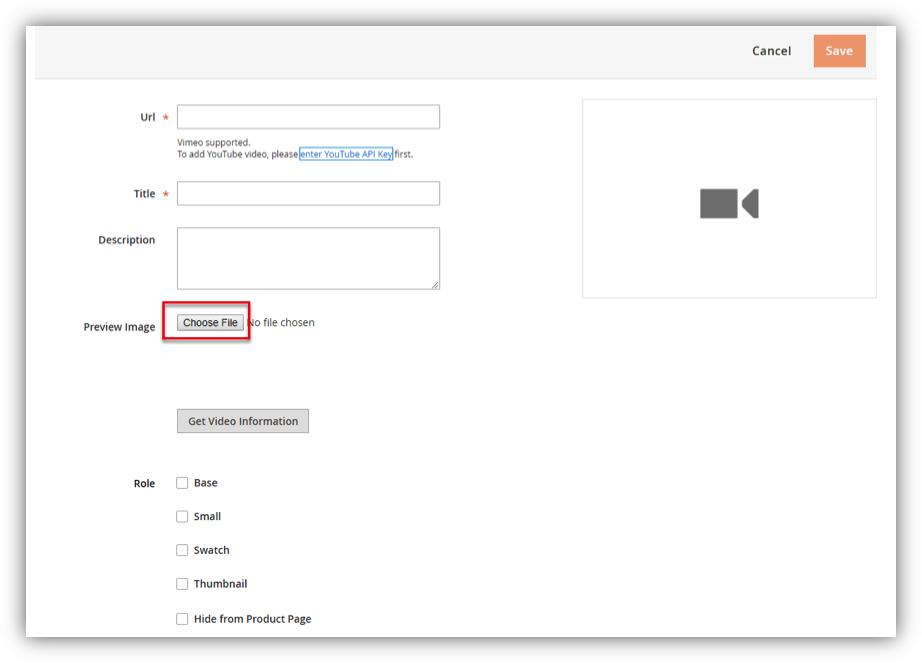 Cancel
Save
Url *
Vimeo supported.
To add YouTube video, please enter YouTube API Key first.
Title *
Description
Preview Image
Choose File No file chosen
Get Video Information
Role
Base
Small
Swatch
Thumbnail
Hide from Product Page